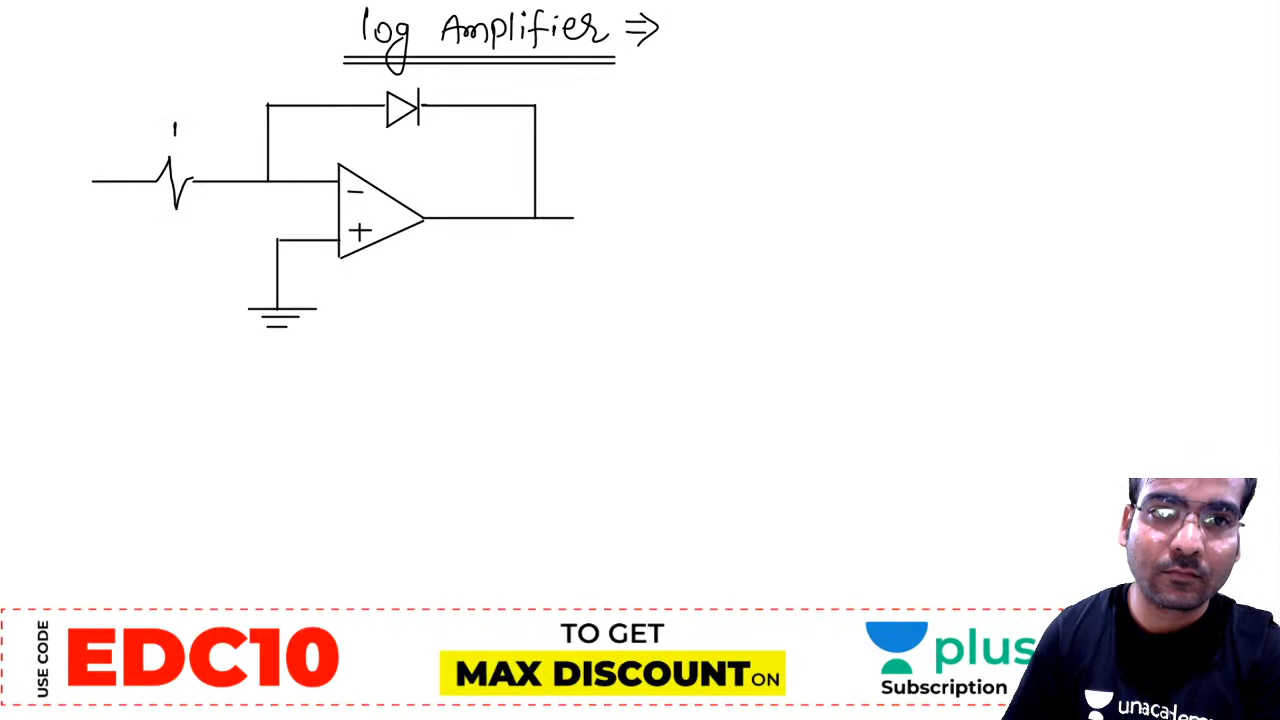 log Amplifier ⇒
−
+
USE CODE
EDC10
TO GET
MAX DISCOUNT ON
plus
Subscription